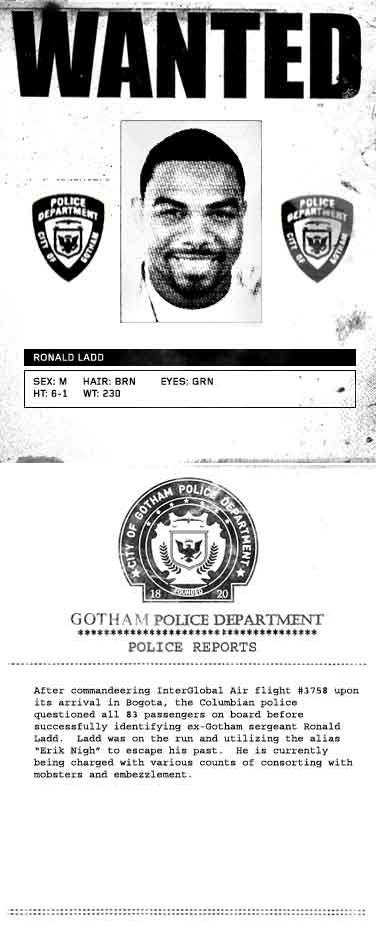 WANTED
POLICE
DEPARTMENT
CITY OF GOTHAM
POLICE
DEPARTMENT
CITY OF GOTHAM
RONALD LADD
SEX: M HAIR: BRN EYES: GRN
HT: 6-1 WT: 230
CITY OF GOTHAM POLICE DEPARTMENT
FOUNDED
18 20
GOTHAM POLICE DEPARTMENT
************************************
POLICE REPORTS
After commandeering InterGlobal Air flight #3758 upon
its arrival in Bogota, the Columbian police
questioned all 83 passengers on board before
successfully identifying ex-Gotham sergeant Ronald
Ladd. Ladd was on the run and utilizing the alias
"Erik Nigh" to escape his past. He is currently
being charged with various counts of consorting with
mobsters and embezzlement.